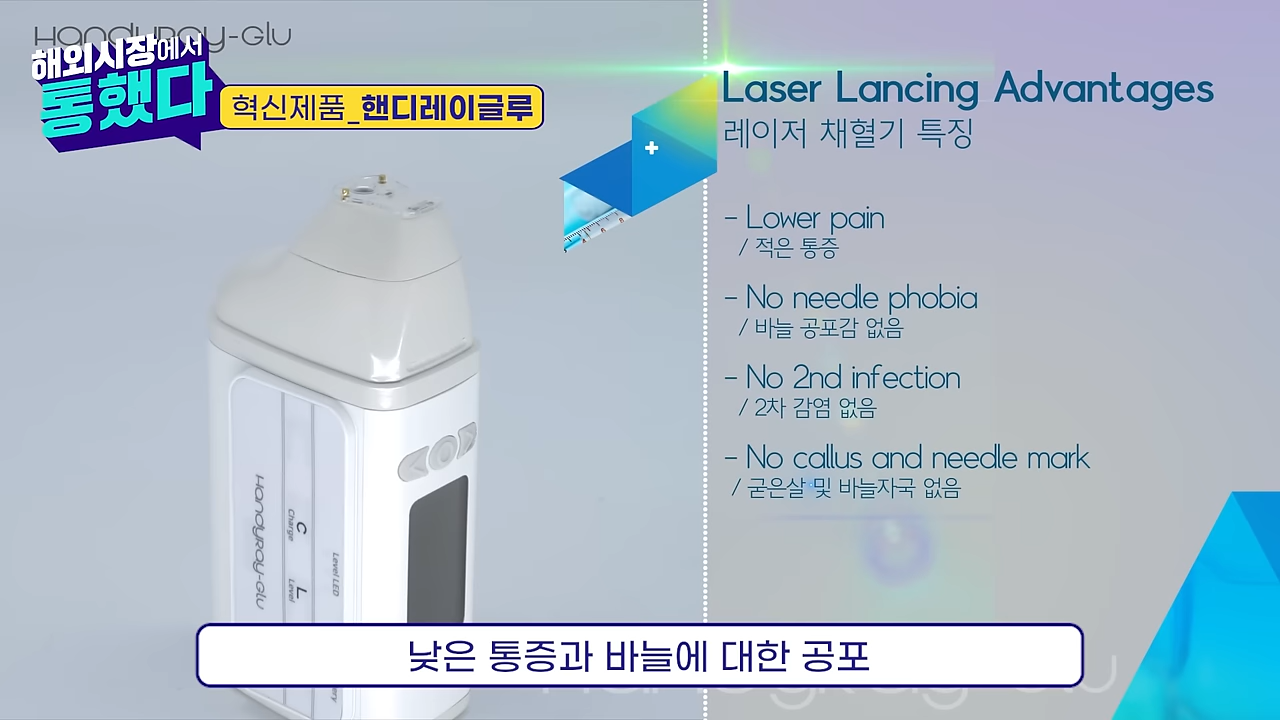 HANDYRAY-GLU
해외시장에서
통했다
혁신제품_핸디레이글루
Laser Lancing Advantages
레이저 채혈기 특징
- Lower pain
/ 적은 통증
- No needle phobia
/ 바늘 공포감 없음
- No 2nd infection
/ 2차 감염 없음
- No callus and needle mark
/ 굳은살 및 바늘자국 없음
HANDYRAY-GLU
C
Charge
L
Level
Level LED
낮은 통증과 바늘에 대한 공포